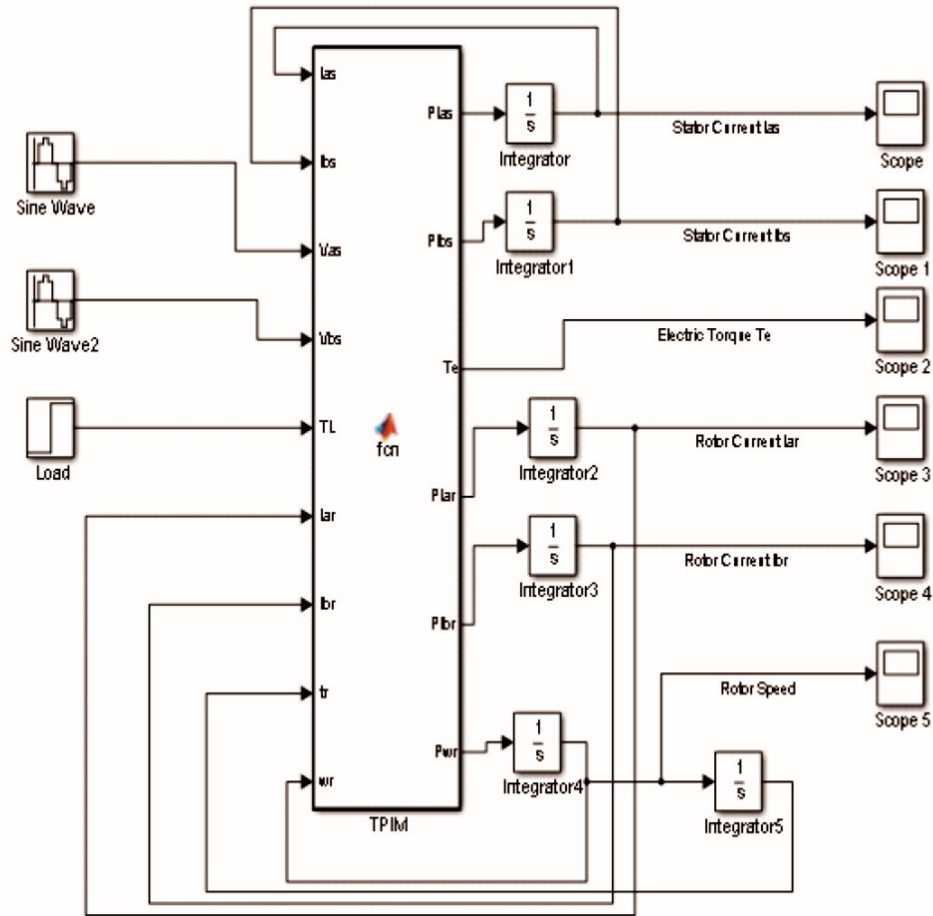 Ias
PIas
1
s
Integrator
Stator Current Ias
Scope
Sine Wave
Ibs
Vas
PIbs
1
s
Integrator1
Stator Current Ibs
Scope 1
Sine Wave2
Vbs
Te
Electric Torque Te
Scope 2
Load
TL
fcn
1
s
Integrator2
Rotor Current Iar
Scope 3
PIar
Iar
1
s
Integrator3
Rotor Current Ibr
Scope 4
Ibr
PIbr
tr
Rotor Speed
Scope 5
Pwr
1
s
Integrator4
wr
1
s
Integrator5
TPIM